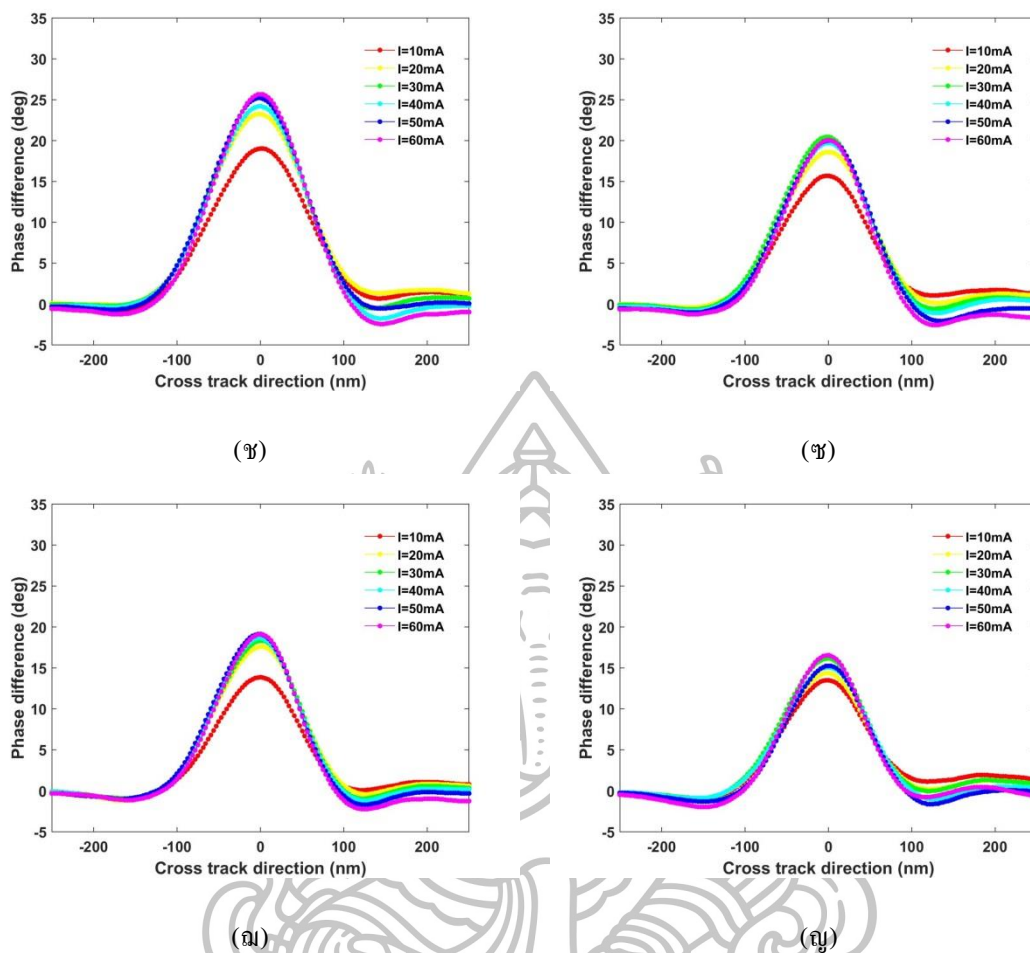 35
30
25
20
15
10
5
0
-5
Phase difference (deg)
I=10mA
I=20mA
I=30mA
I=40mA
I=50mA
I=60mA
-200 -100 0 100 200
Cross track direction (nm)
(ช)
35
30
25
20
15
10
5
0
-5
Phase difference (deg)
I=10mA
I=20mA
I=30mA
I=40mA
I=50mA
I=60mA
-200 -100 0 100 200
Cross track direction (nm)
(ซ)
35
30
25
20
15
10
5
0
-5
Phase difference (deg)
I=10mA
I=20mA
I=30mA
I=40mA
I=50mA
I=60mA
-200 -100 0 100 200
Cross track direction (nm)
(ฌ)
35
30
25
20
15
10
5
0
-5
Phase difference (deg)
I=10mA
I=20mA
I=30mA
I=40mA
I=50mA
I=60mA
-200 -100 0 100 200
Cross track direction (nm)
(ญ)